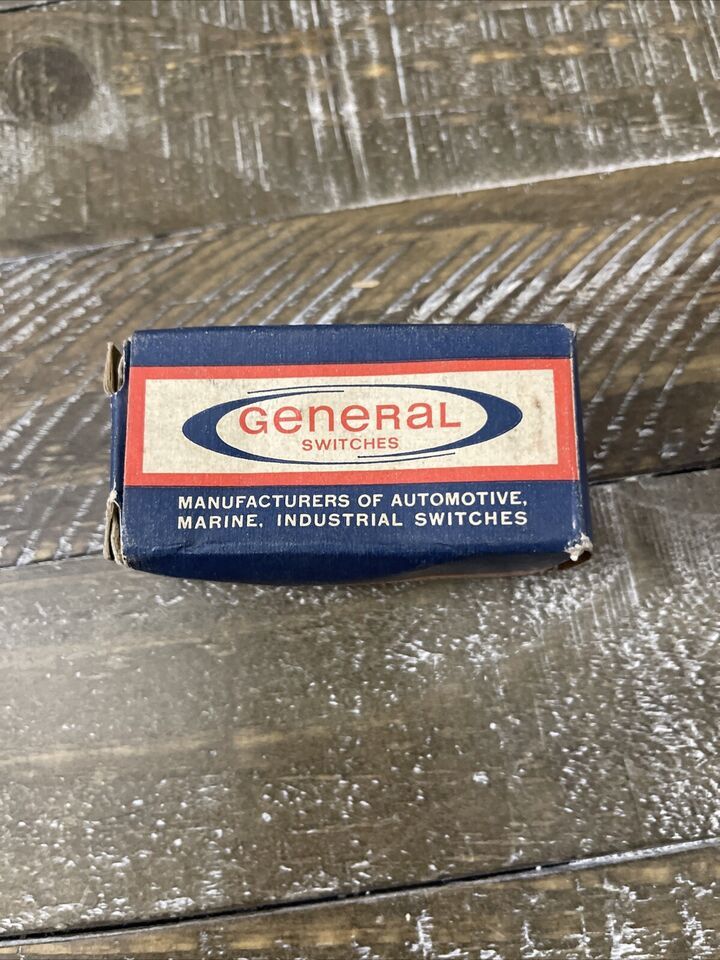 GeneRaL
SWITCHES
MANUFACTURERS OF AUTOMOTIVE,
MARINE, INDUSTRIAL SWITCHES